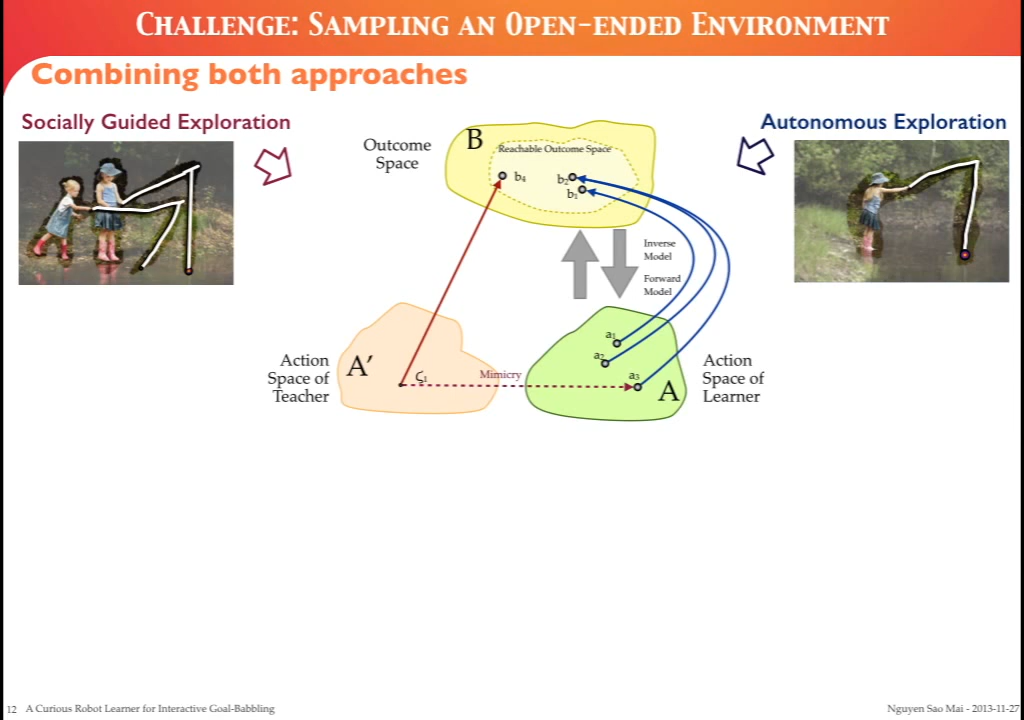 CHALLENGE: SAMPLING AN OPEN-ENDED ENVIRONMENT
Combining both approaches
Socially Guided Exploration
Autonomous Exploration
Outcome
Space
B
Reachable Outcome Space
b₄
b₂
b₁
Inverse
Model
Forward
Model
Action
Space of
Teacher
A′
ζ₁
Mimicry
a₁
a₂
a₃
A
Action
Space of
Learner
12 A Curious Robot Learner for Interactive Goal-Babbling
Nguyen Sao Mai - 2013-11-27